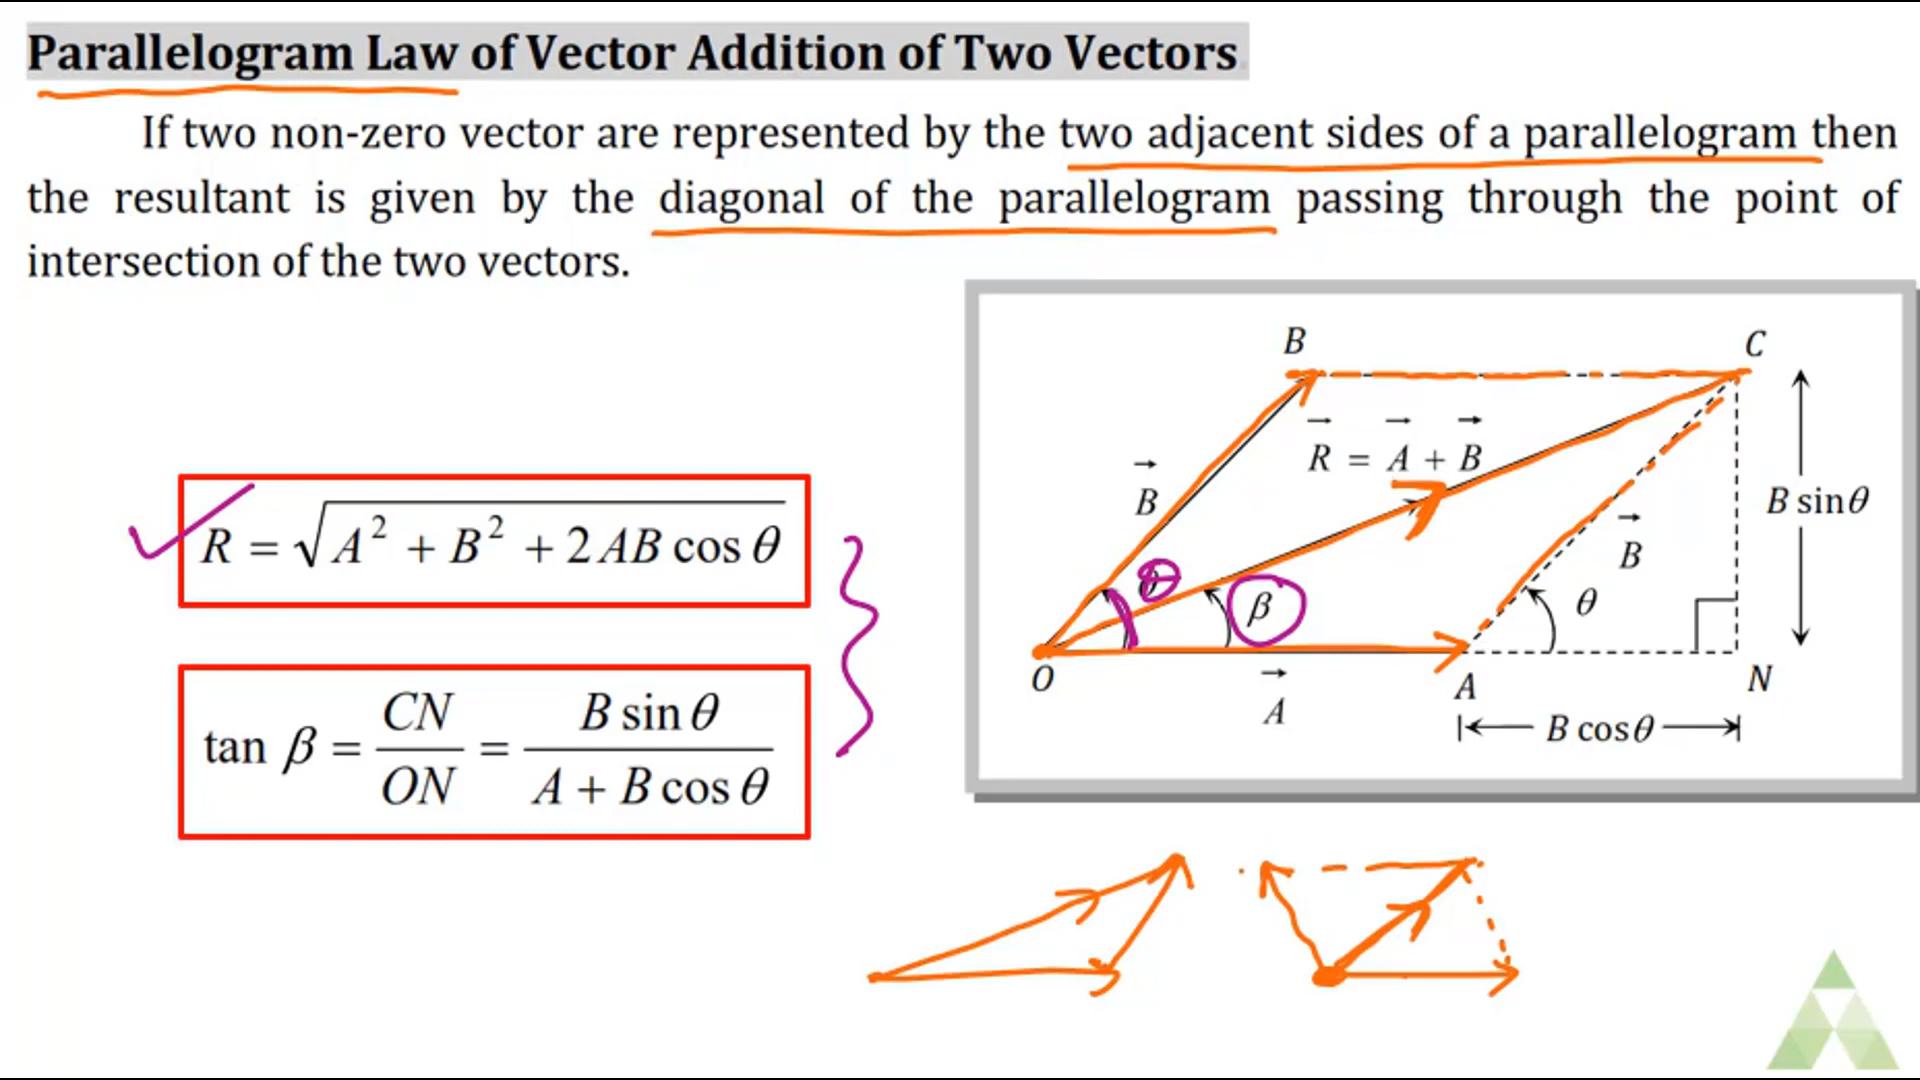 Parallelogram Law of Vector Addition of Two Vectors
If two non-zero vector are represented by the two adjacent sides of a parallelogram then
the resultant is given by the diagonal of the parallelogram passing through the point of
intersection of the two vectors.
R = √A² + B² + 2AB cos θ
tan β = CN/ON = B sin θ/A + B cos θ
B
C
R⃗ = A⃗ + B⃗
B⃗
B sinθ
B⃗
θ
β
θ
O
A⃗
A
N
B cosθ